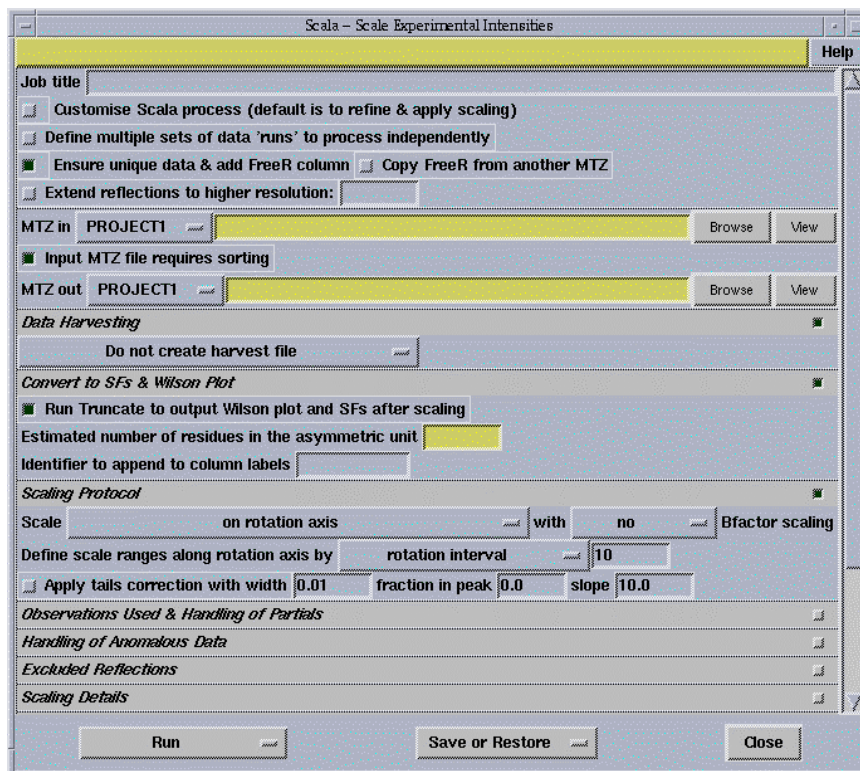 Scala – Scale Experimental Intensities
Help
Job title
Customise Scala process (default is to refine & apply scaling)
Define multiple sets of data 'runs' to process independently
Ensure unique data & add FreeR column Copy FreeR from another MTZ
Extend reflections to higher resolution:
MTZ in PROJECT1 Browse View
Input MTZ file requires sorting
MTZ out PROJECT1 Browse View
Data Harvesting
Do not create harvest file
Convert to SFs & Wilson Plot
Run Truncate to output Wilson plot and SFs after scaling
Estimated number of residues in the asymmetric unit
Identifier to append to column labels
Scaling Protocol
Scale on rotation axis with no Bfactor scaling
Define scale ranges along rotation axis by rotation interval 10
Apply tails correction with width 0.01 fraction in peak 0.0 slope 10.0
Observations Used & Handling of Partials
Handling of Anomalous Data
Excluded Reflections
Scaling Details
Run Save or Restore Close